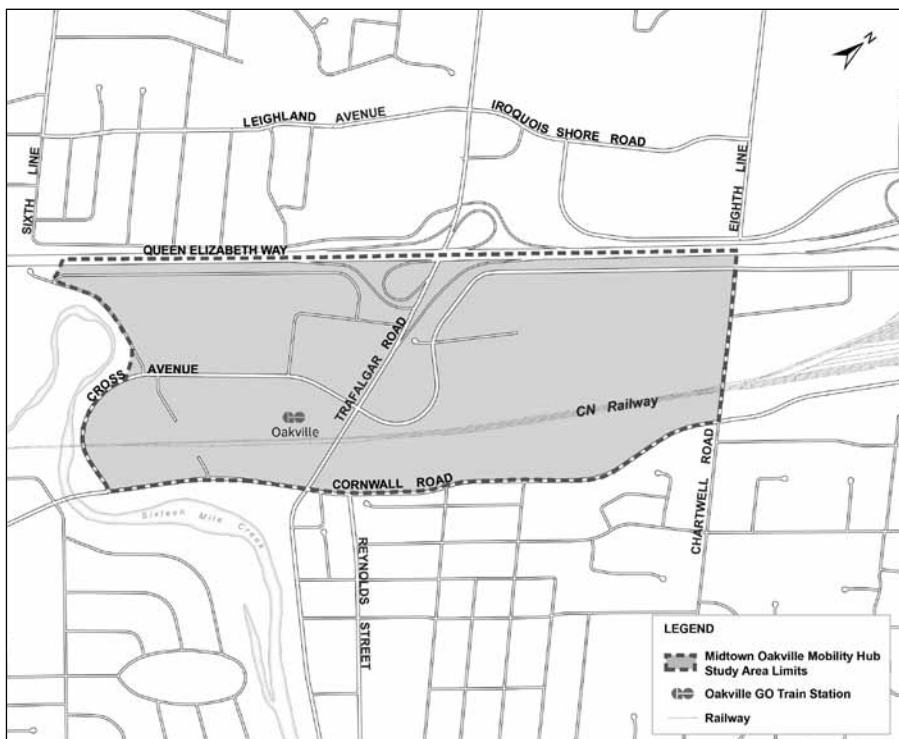 N
LEIGHLAND AVENUE
IROQUOIS SHORE ROAD
SIXTH LINE
EIGHTH LINE
QUEEN ELIZABETH WAY
TRAFALGAR ROAD
CROSS AVENUE
GO
Oakville
CN Railway
CORNWALL ROAD
CHARTWELL ROAD
Sixteen Mile Creek
REYNOLDS STREET
LEGEND
Midtown Oakville Mobility Hub
Study Area Limits
GO Oakville GO Train Station
Railway